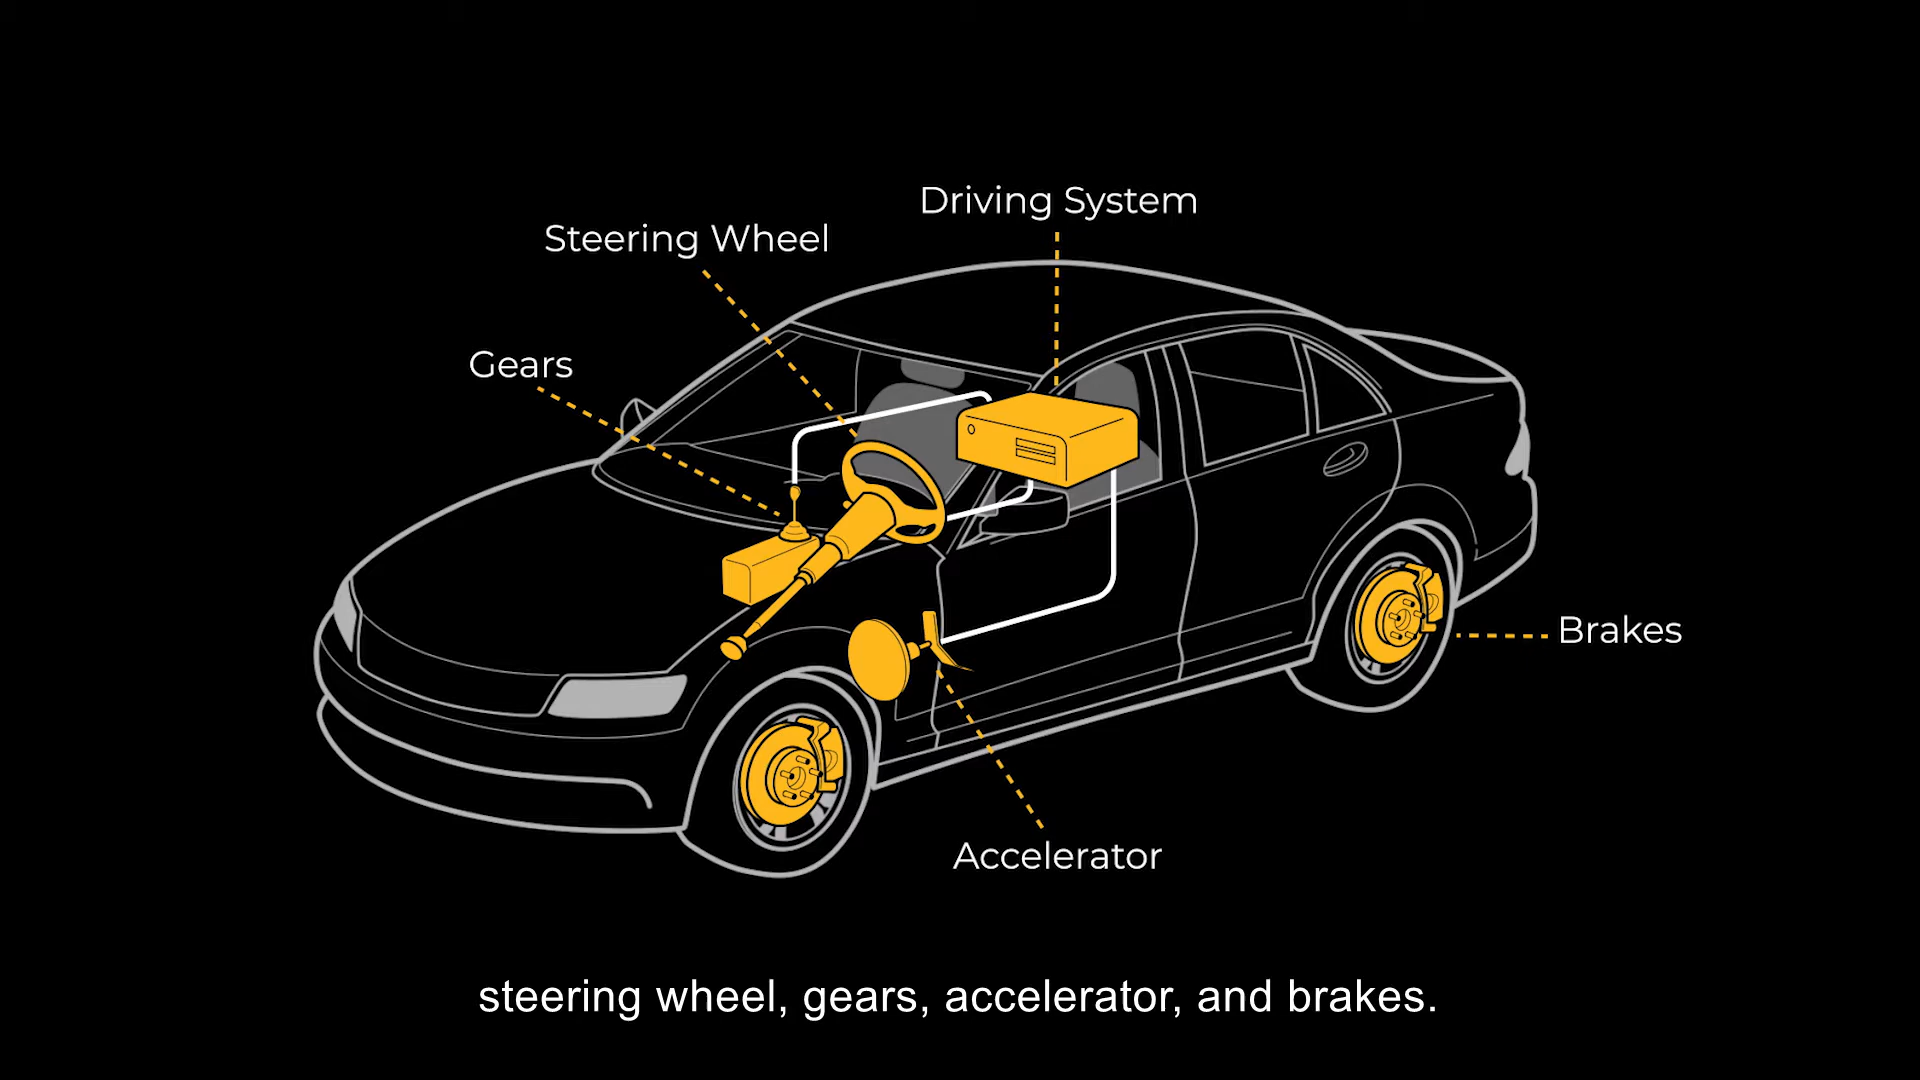 Driving System
Steering Wheel
Gears
Brakes
Accelerator
steering wheel, gears, accelerator, and brakes.